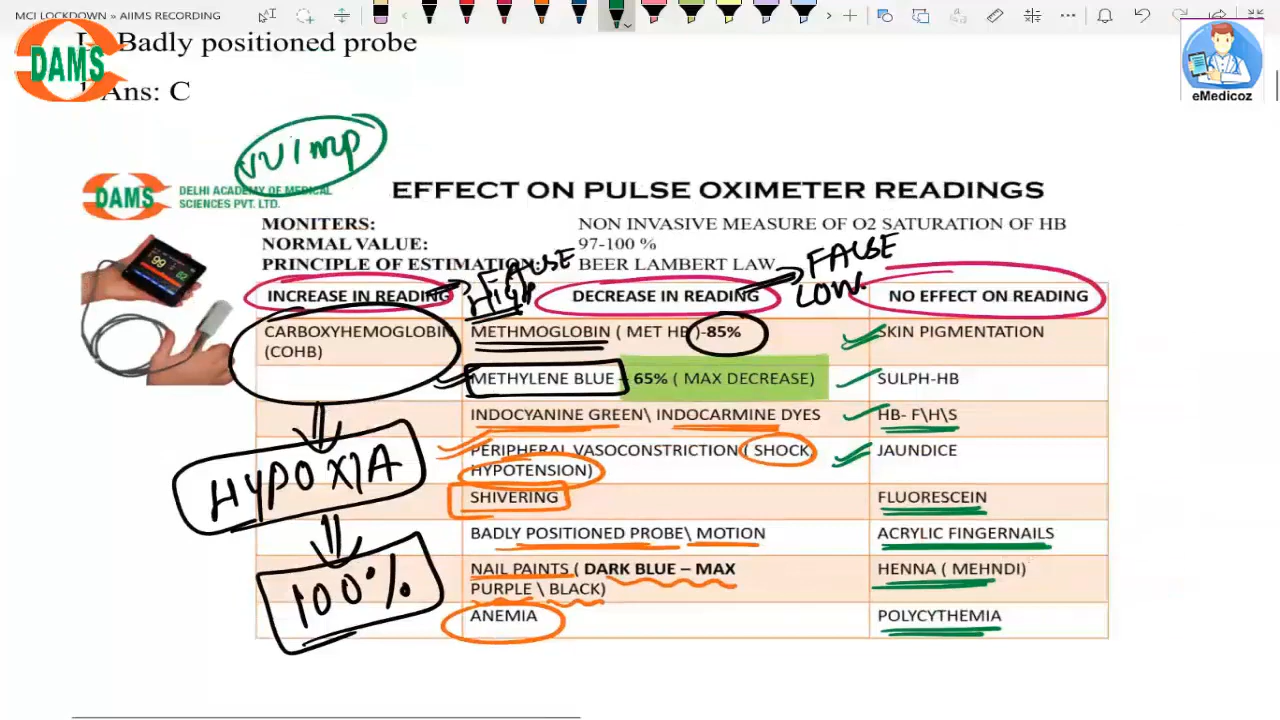 MCI LOCKDOWN » AIIMS RECORDING
Badly positioned probe
DAMS
Ans: C
eMedicoz
VV Imp
DAMS
DELHI ACADEMY OF MEDICAL
SCIENCES PVT. LTD.
EFFECT ON PULSE OXIMETER READINGS
MONITERS: NON INVASIVE MEASURE OF O2 SATURATION OF HB
NORMAL VALUE: 97-100 %
PRINCIPLE OF ESTIMATION: BEER LAMBERT LAW
FALSE
HIGH
FALSE
LOW.
INCREASE IN READING DECREASE IN READING NO EFFECT ON READING
CARBOXYHEMOGLOBIN
(COHB)
METHMOGLOBIN ( MET HB )-85% SKIN PIGMENTATION
METHYLENE BLUE – 65% ( MAX DECREASE) SULPH-HB
INDOCYANINE GREEN\ INDOCARMINE DYES HB- F\H\S
PERIPHERAL VASOCONSTRICTION ( SHOCK
HYPOTENSION)
JAUNDICE
HYPOXIA
SHIVERING FLUORESCEIN
BADLY POSITIONED PROBE\ MOTION ACRYLIC FINGERNAILS
100%
NAIL PAINTS ( DARK BLUE – MAX
PURPLE \ BLACK)
HENNA ( MEHNDI)
ANEMIA POLYCYTHEMIA